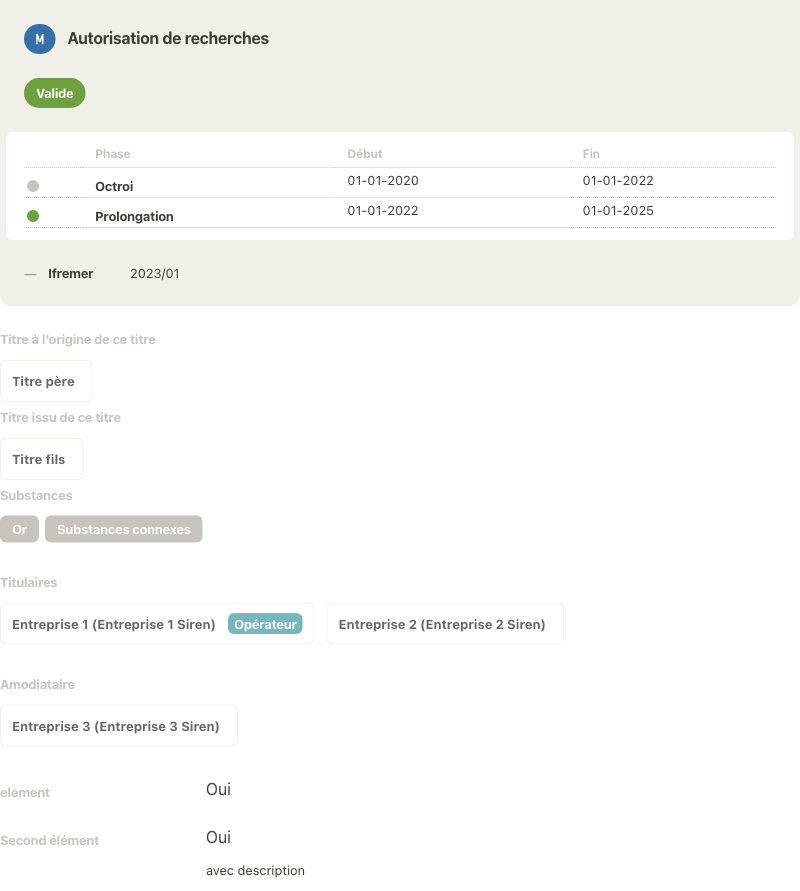 M Autorisation de recherches
Valide
Phase Début Fin
Octroi 01-01-2020 01-01-2022
Prolongation 01-01-2022 01-01-2025
— Ifremer 2023/01
Titre à l’origine de ce titre
Titre père
Titre issu de ce titre
Titre fils
Substances
Or Substances connexes
Titulaires
Entreprise 1 (Entreprise 1 Siren) Opérateur Entreprise 2 (Entreprise 2 Siren)
Amodiataire
Entreprise 3 (Entreprise 3 Siren)
element Oui
Second élément Oui
avec description